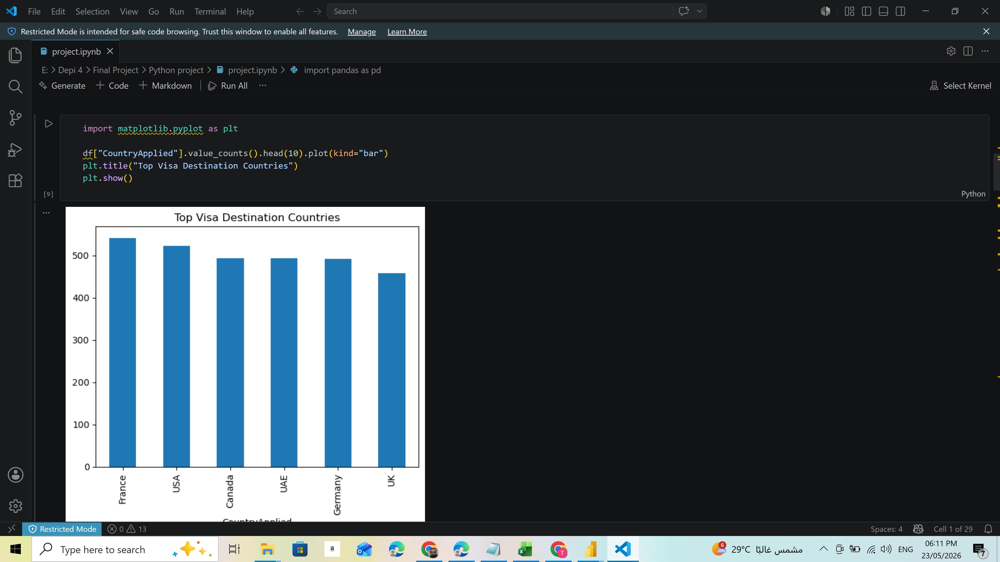 File Edit Selection View Go Run Terminal Help Search
Restricted Mode is intended for safe code browsing. Trust this window to enable all features. Manage Learn More
project.ipynb
E: > Depi 4 > Final Project > Python project > project.ipynb > import pandas as pd
Generate + Code + Markdown Run All ... Select Kernel
import matplotlib.pyplot as plt
df["CountryApplied"].value_counts().head(10).plot(kind="bar")
plt.title("Top Visa Destination Countries")
plt.show()
[9] Python
Top Visa Destination Countries
500
400
300
200
100
0
France USA Canada UAE Germany UK
CountryApplied
Restricted Mode 0 13 Spaces: 4 Cell 1 of 29
Type here to search a 6 29°C مشمس غالبًا ENG 06:11 PM
23/05/2026 7